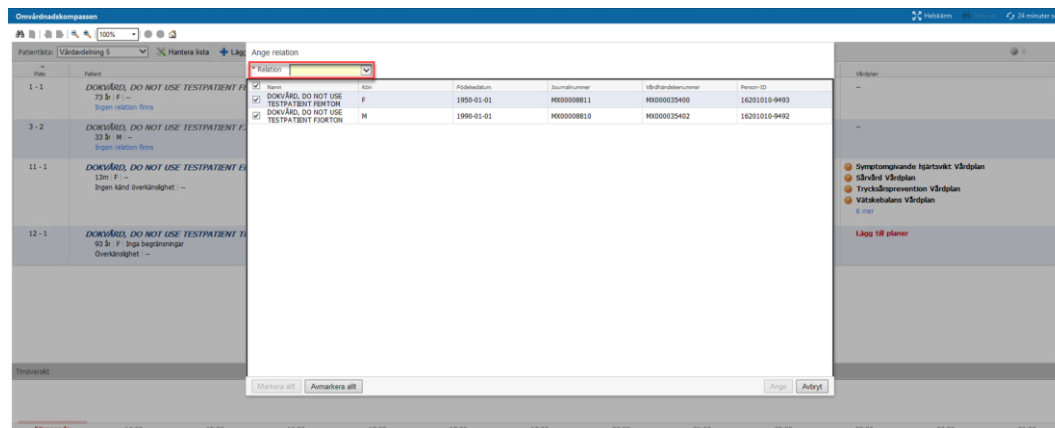 Omvårdnadskompassen
Helskärm
24 minuter s
100%
Patientlista: Vårdavdelning 5 Hantera lista Lägg
Ange relation
* Relation
Plats Patient Vårdplan
Namn Kön Födelsedatum Journalnummer Vårdhändelsenummer Person-ID
DOKVÅRD, DO NOT USE TESTPATIENT FEMTOM F 1950-01-01 MX00008811 MX000035400 16201010-9493
DOKVÅRD, DO NOT USE TESTPATIENT FJORTON M 1990-01-01 MX00008810 MX000035402 16201010-9492
1 - 1 DOKVÅRD, DO NOT USE TESTPATIENT FE –
73 år | F | --
Ingen relation finns
3 - 2 DOKVÅRD, DO NOT USE TESTPATIENT F –
33 år | M | --
Ingen relation finns
11 - 1 DOKVÅRD, DO NOT USE TESTPATIENT Symptomgivande hjärtsvikt Vårdplan
13m | F | -- Sårvård Vårdplan
Ingen känd överkänslighet | -- Trycksårsprevention Vårdplan
Vätskebalans Vårdplan
6 mer
12 - 1 DOKVÅRD, DO NOT USE TESTPATIENT Lägg till planer
93 år | F | Inga begränsningar
Överkänslighet | --
Timöversikt
Markera allt Avmarkera allt Ange Avbryt